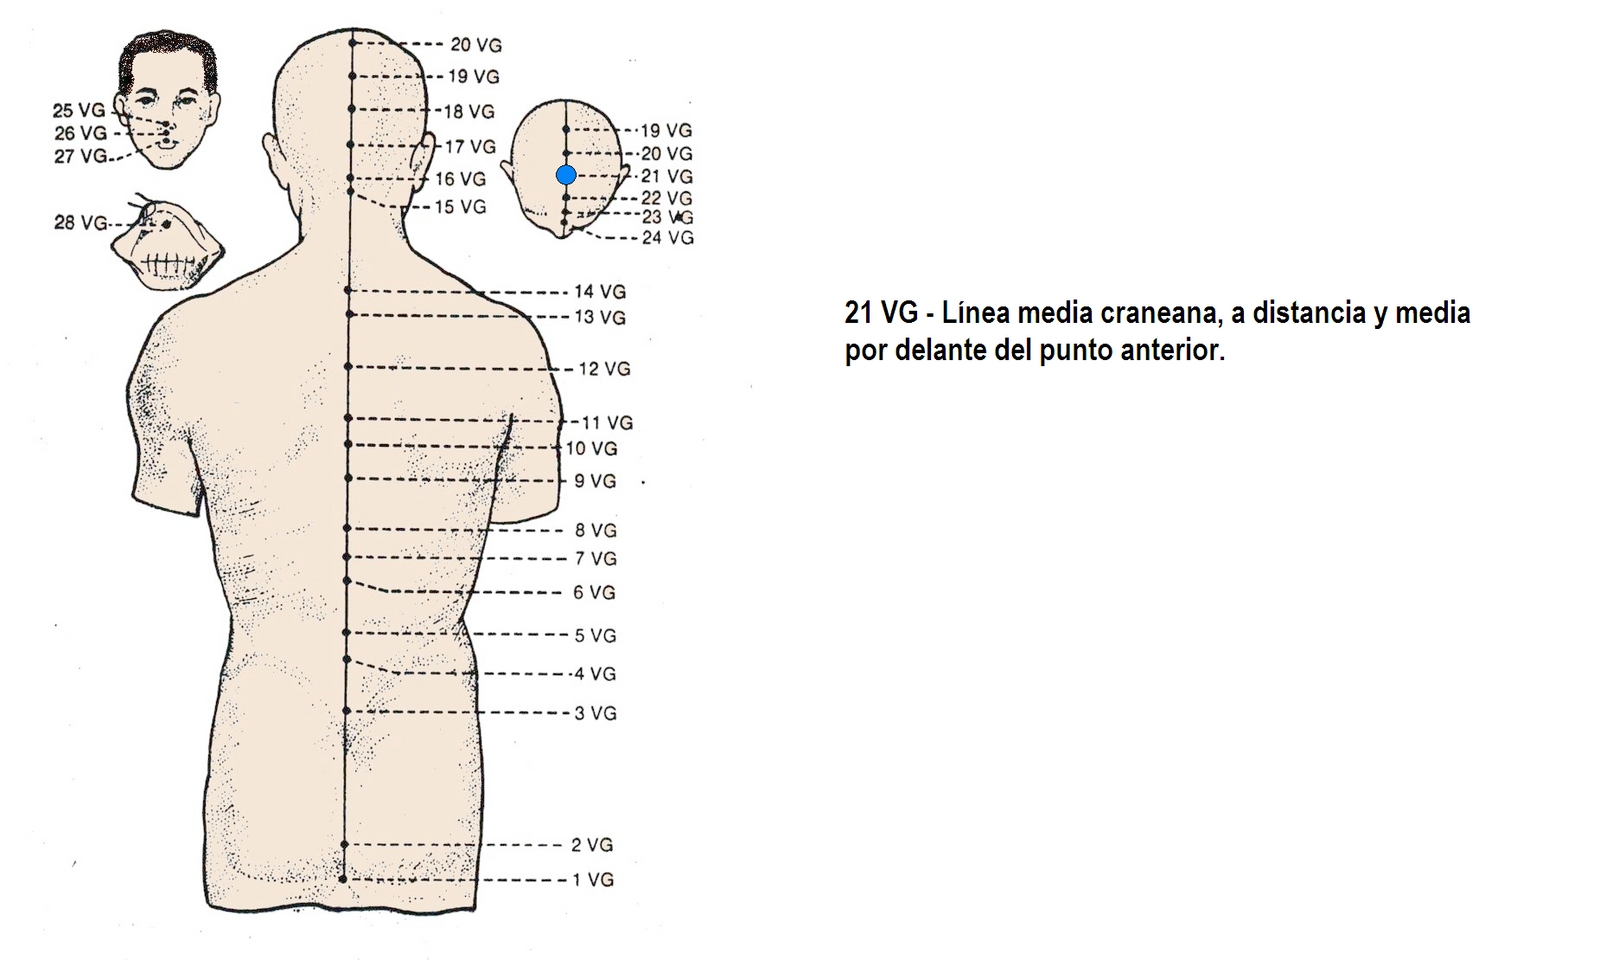 20 VG
19 VG
18 VG
17 VG
16 VG
15 VG
25 VG
26 VG
27 VG
28 VG
19 VG
20 VG
21 VG
22 VG
23 VG
24 VG
14 VG
13 VG
12 VG
11 VG
10 VG
9 VG
8 VG
7 VG
6 VG
5 VG
4 VG
3 VG
2 VG
1 VG
21 VG - Línea media craneana, a distancia y media
por delante del punto anterior.